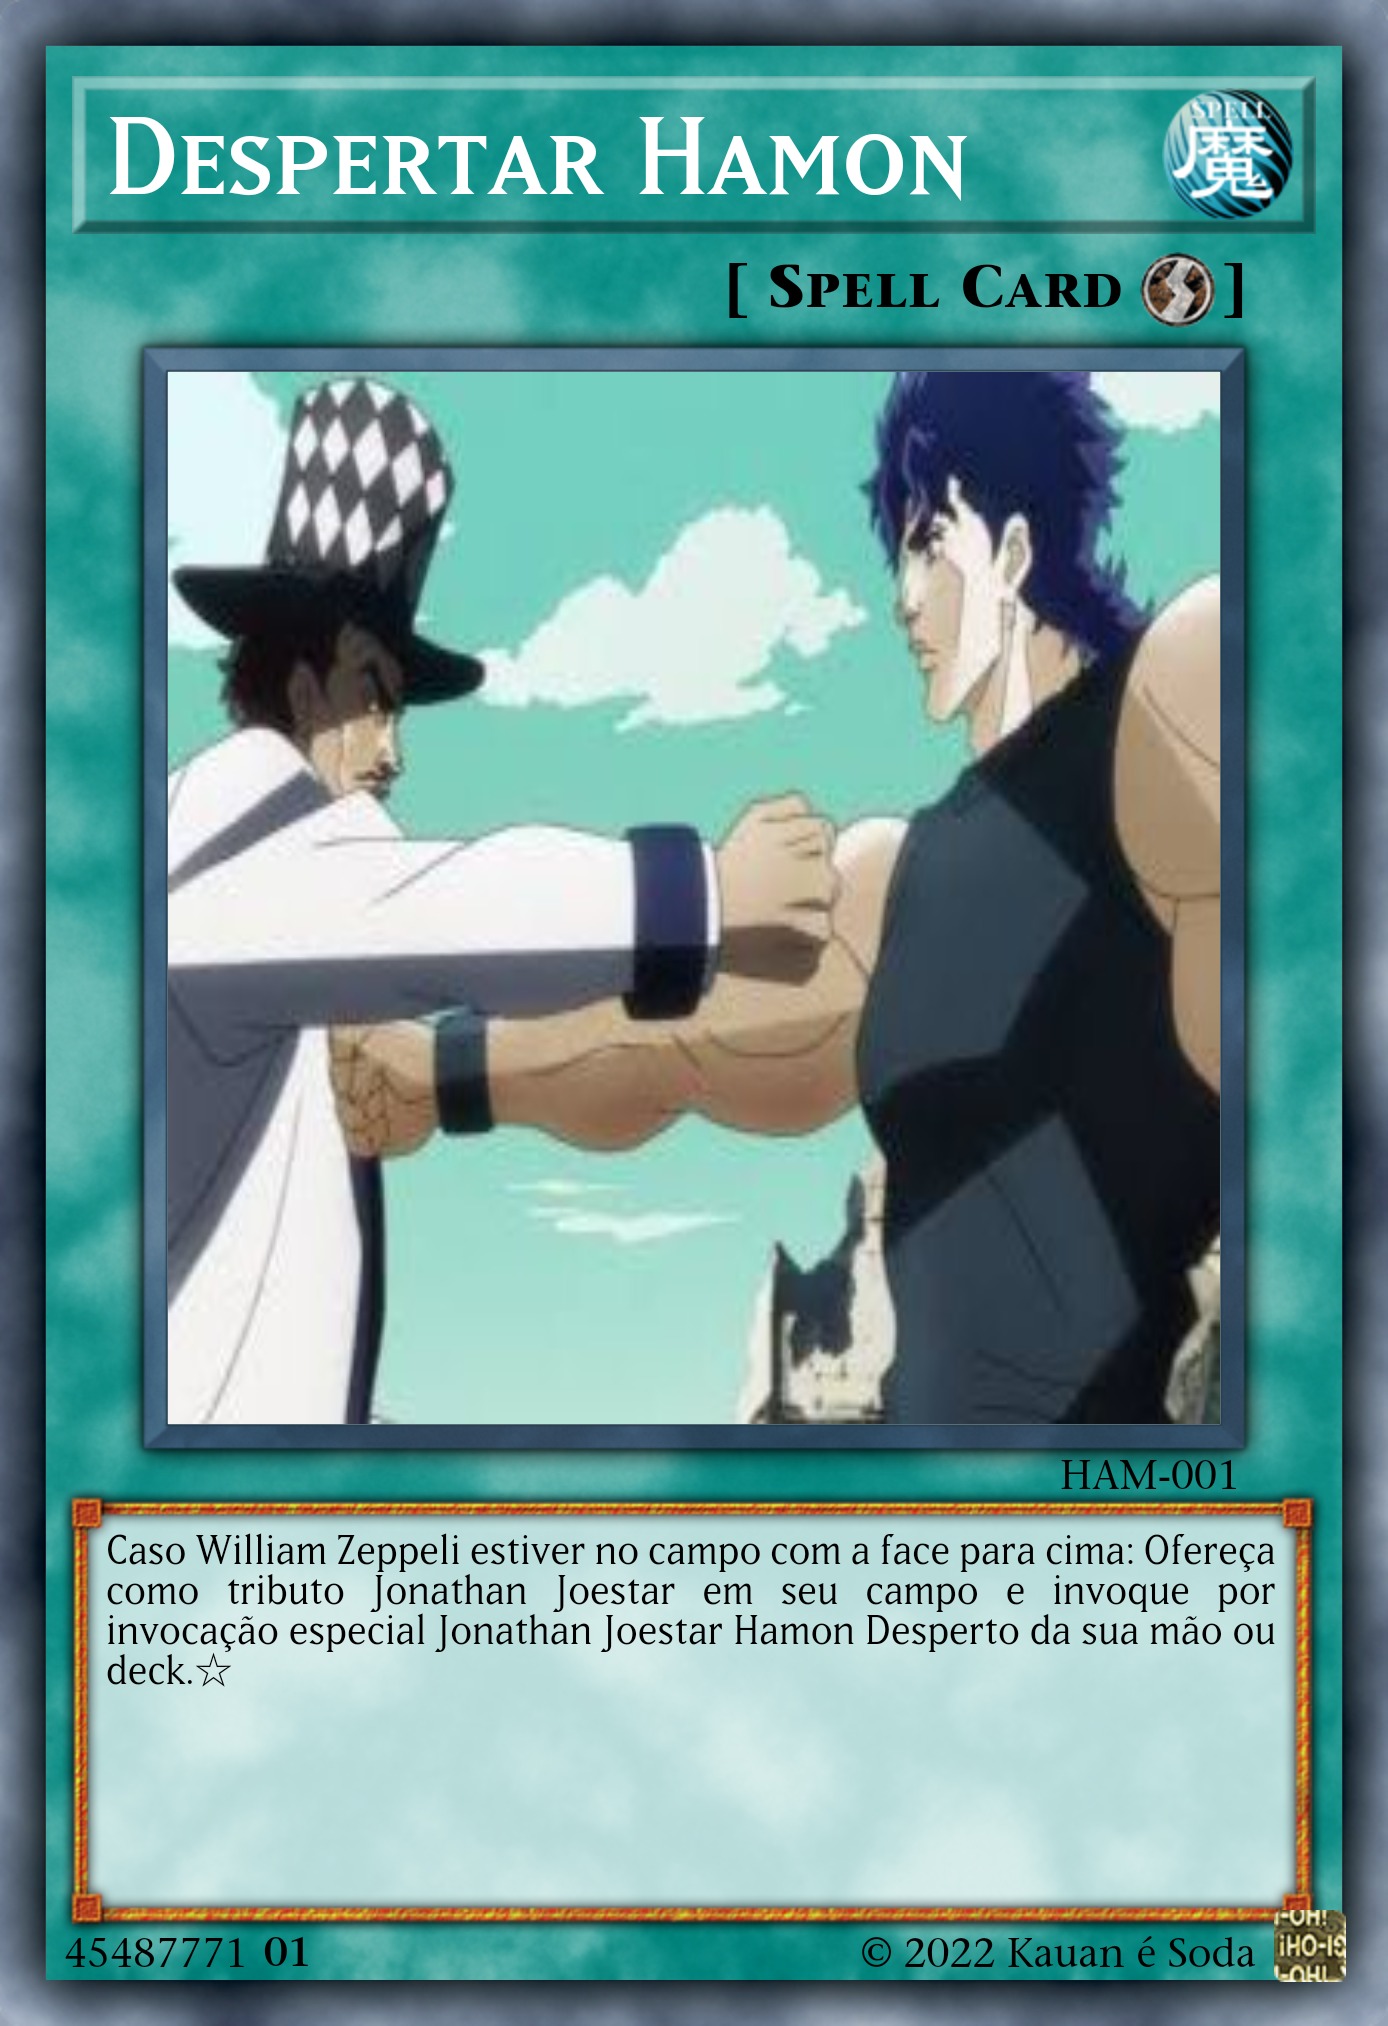 Despertar Hamon
SPELL
魔
[ Spell Card ]
HAM-001
Caso William Zeppeli estiver no campo com a face para cima: Ofereça
como tributo Jonathan Joestar em seu campo e invoque por
invocação especial Jonathan Joestar Hamon Desperto da sua mão ou
deck.☆
45487771 01
© 2022 Kauan é Soda